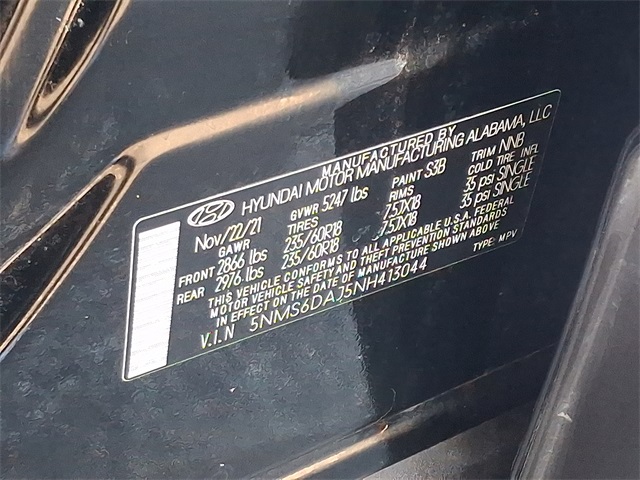 MANUFACTURED BY
HYUNDAI MOTOR MANUFACTURING ALABAMA, LLC
Nov/22/21 GVWR 5247 lbs PAINT S3B TRIM NNB
GAWR TIRES RIMS COLD TIRE INFL
FRONT 2866 lbs 235/60R18 7.5JX18 35 psi SINGLE
REAR 2976 lbs 235/60R18 7.5JX18 35 psi SINGLE
THIS VEHICLE CONFORMS TO ALL APPLICABLE U.S.A. FEDERAL
MOTOR VEHICLE SAFETY AND THEFT PREVENTION STANDARDS
IN EFFECT ON THE DATE OF MANUFACTURE SHOWN ABOVE
V.I.N 5NMS6DAJ5NH413044 TYPE: MPV